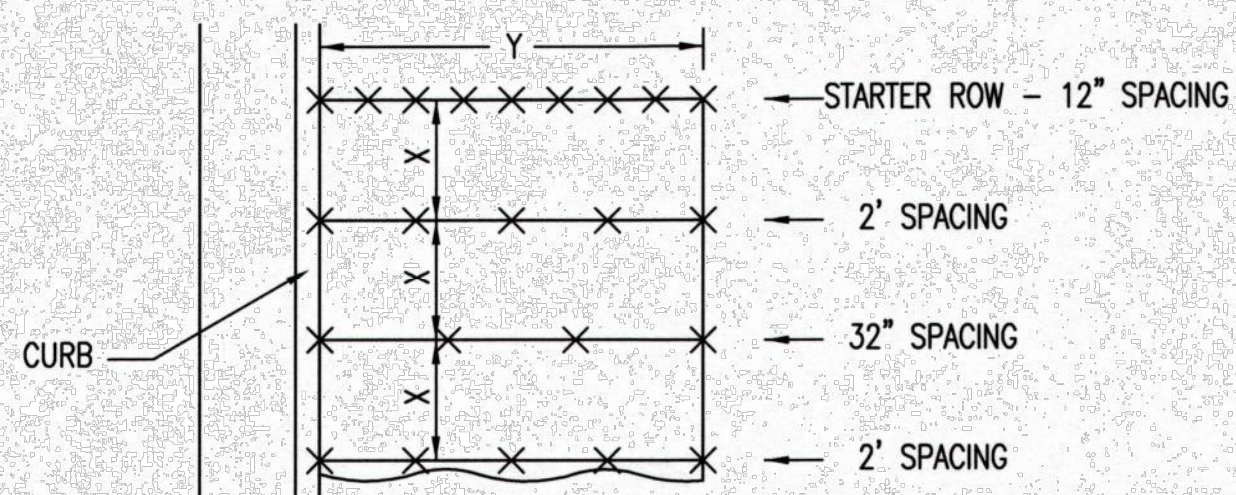 Y
STARTER ROW - 12" SPACING
X
2' SPACING
X
32" SPACING
CURB
X
2' SPACING